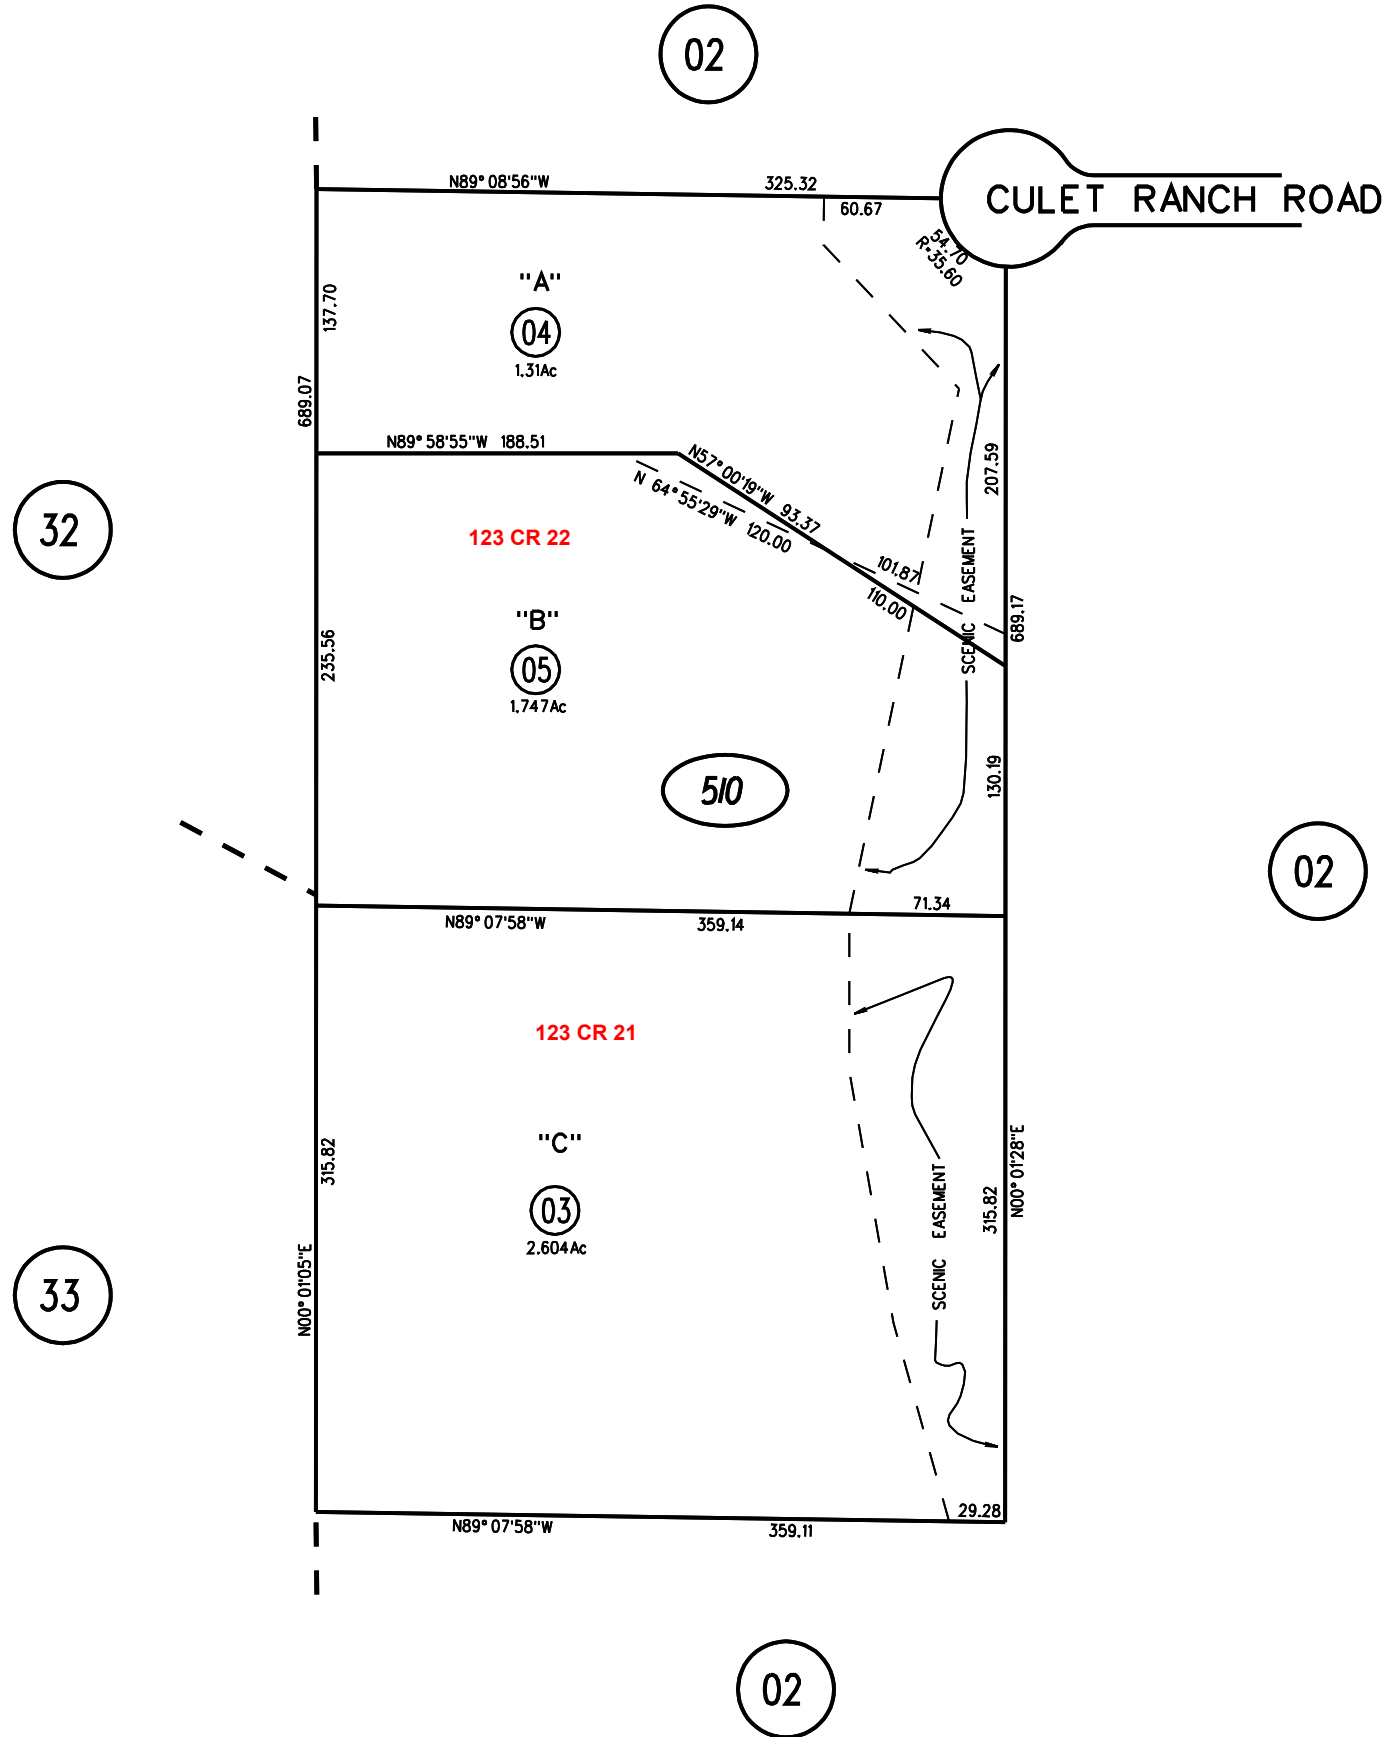 02
CULET RANCH ROAD
N89° 08'56"W 325.32
60.67
54.70
R=35.60
"A"
04
1.31Ac
137.70
689.07
N89° 58'55"W 188.51
N57° 00'19"W 93.37
N 64° 55'29"W 120.00
101.87
110.00
207.59
SCENIC EASEMENT
689.17
32
123 CR 22
"B"
05
1.747Ac
235.56
510
130.19
02
71.34
N89° 07'58"W 359.14
123 CR 21
"C"
03
2.604Ac
315.82
N00° 01'05"E
33
SCENIC EASEMENT
315.82
N00° 01'28"E
29.28
N89° 07'58"W 359.11
02